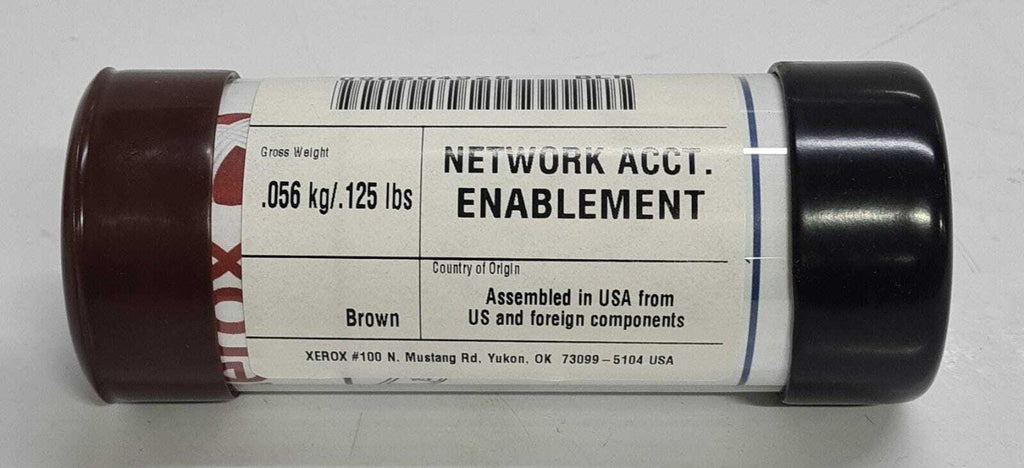 Gross Weight
.056 kg/.125 lbs
NETWORK ACCT.
ENABLEMENT
Country of Origin
Brown
Assembled in USA from
US and foreign components
XEROX #100 N. Mustang Rd, Yukon, OK 73099-5104 USA